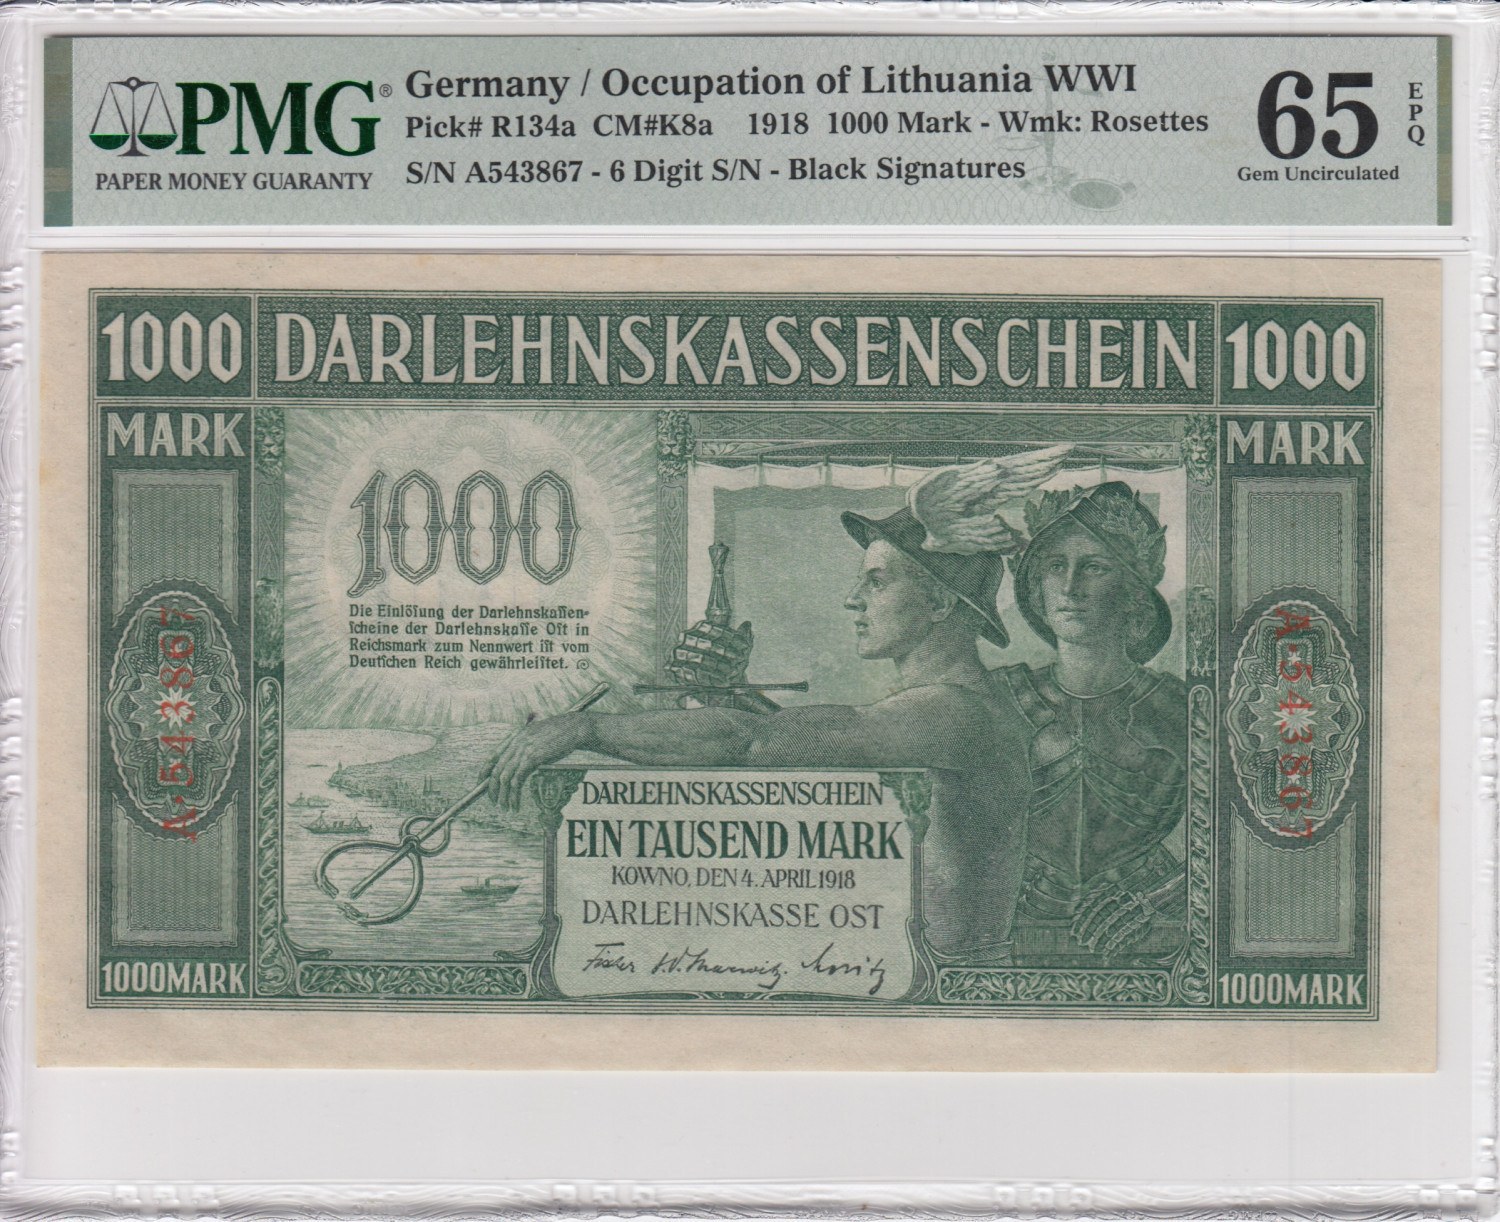 PMG®
PAPER MONEY GUARANTY
Germany / Occupation of Lithuania WWI
Pick# R134a CM#K8a 1918 1000 Mark - Wmk: Rosettes
S/N A543867 - 6 Digit S/N - Black Signatures
65 EPQ
Gem Uncirculated
1000 DARLEHNSKASSENSCHEIN 1000
MARK MARK
1000
Die Einlöſung der Darlehnskaſſen-
ſcheine der Darlehnskaſſe Oſt in
Reichsmark zum Nennwert iſt vom
Deutſchen Reich gewährleiſtet.
A·543867
A·543867
DARLEHNSKASSENSCHEIN
EIN TAUSEND MARK
KOWNO, DEN 4. APRIL 1918
DARLEHNSKASSE OST
1000MARK 1000MARK